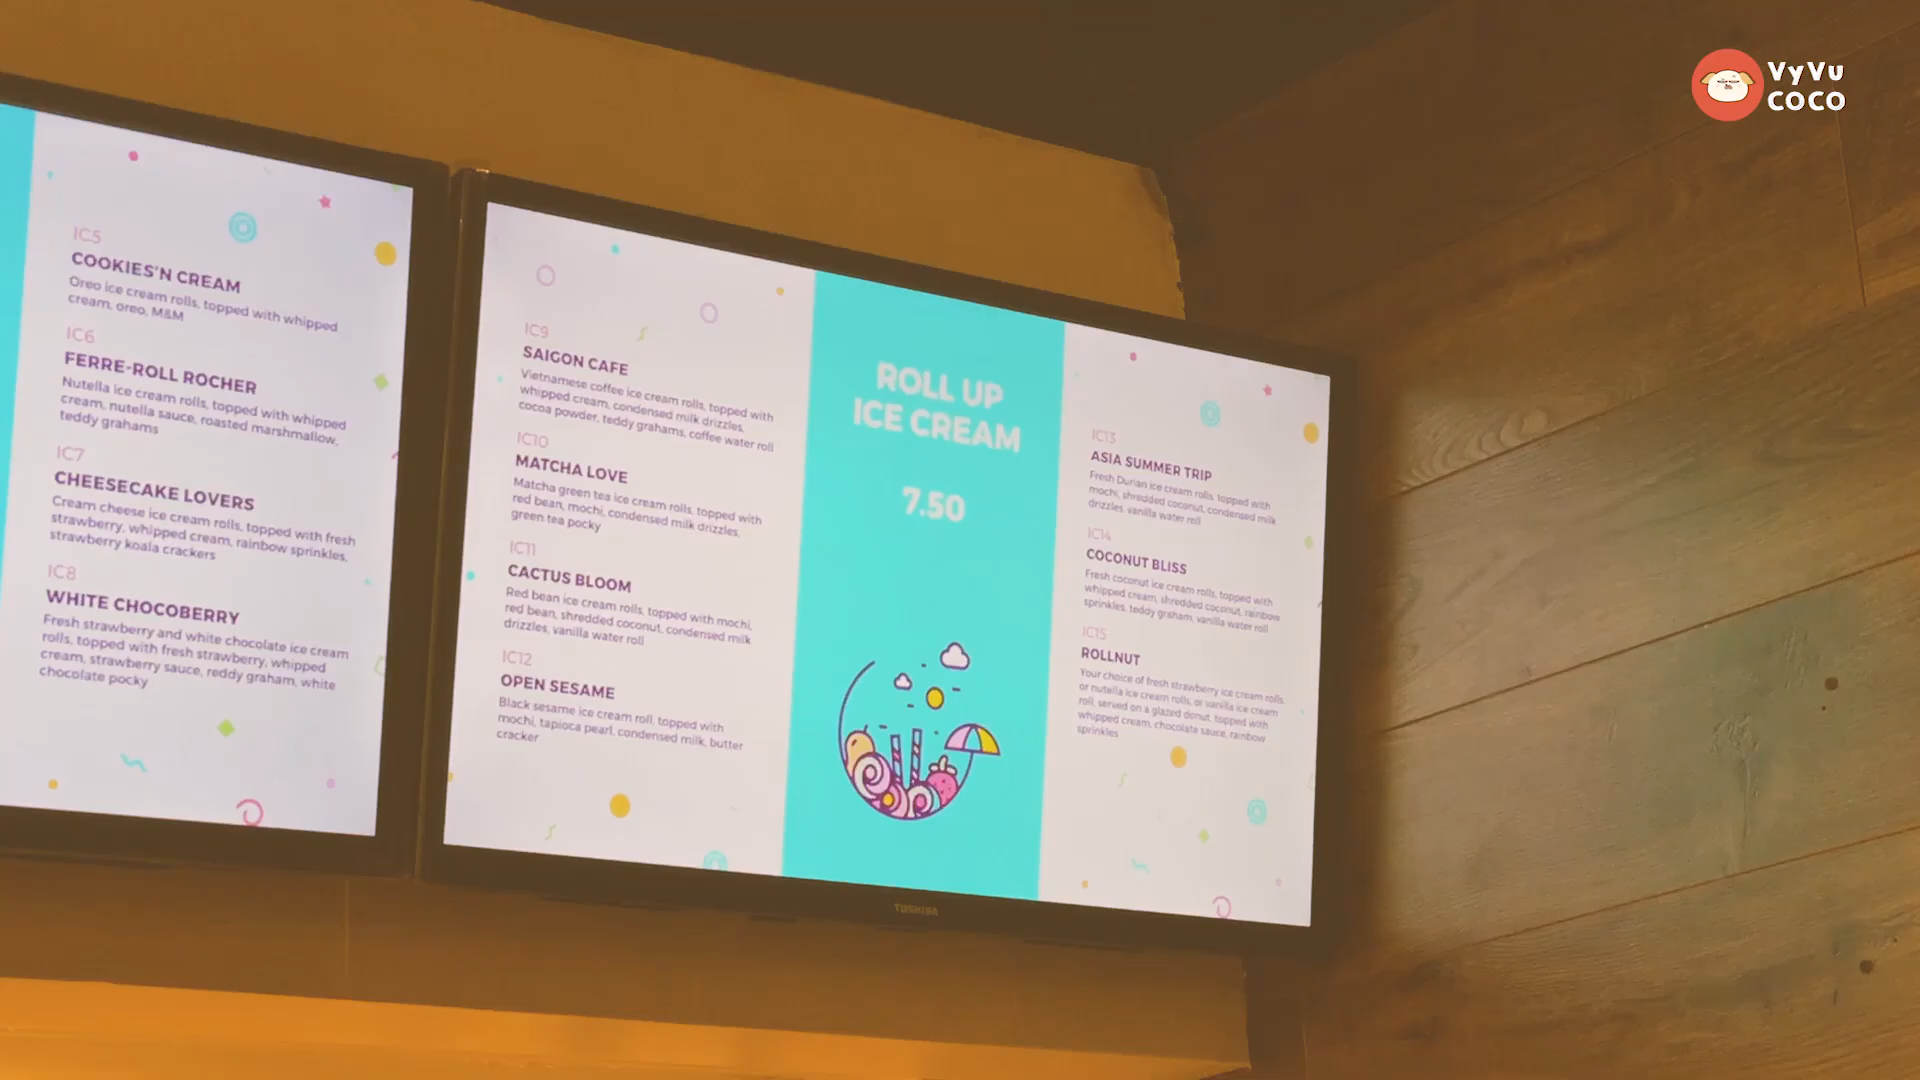 VyVu
COCO
IC5
COOKIES'N CREAM
Oreo ice cream rolls, topped with whipped
cream, oreo, M&M
IC6
FERRE-ROLL ROCHER
Nutella ice cream rolls, topped with whipped
cream, nutella sauce, roasted marshmallow,
teddy grahams
IC7
CHEESECAKE LOVERS
Cream cheese ice cream rolls, topped with fresh
strawberry, whipped cream, rainbow sprinkles,
strawberry koala crackers
IC8
WHITE CHOCOBERRY
Fresh strawberry and white chocolate ice cream
rolls, topped with fresh strawberry, whipped
cream, strawberry sauce, reddy graham, white
chocolate pocky
IC9
SAIGON CAFE
Vietnamese coffee ice cream rolls, topped with
whipped cream, condensed milk drizzles,
cocoa powder, teddy grahams, coffee water roll
IC10
MATCHA LOVE
Matcha green tea ice cream rolls, topped with
red bean, mochi, condensed milk drizzles,
green tea pocky
IC11
CACTUS BLOOM
Red bean ice cream rolls, topped with mochi,
red bean, shredded coconut, condensed milk
drizzles, vanilla water roll
IC12
OPEN SESAME
Black sesame ice cream roll, topped with
mochi, tapioca pearl, condensed milk, butter
cracker
ROLL UP
ICE CREAM
7.50
IC13
ASIA SUMMER TRIP
Fresh Durian ice cream rolls, topped with
mochi, shredded coconut, condensed milk
drizzles, vanilla water roll
IC14
COCONUT BLISS
Fresh coconut ice cream rolls, topped with
whipped cream, shredded coconut, rainbow
sprinkles, teddy graham, vanilla water roll
IC15
ROLLNUT
Your choice of fresh strawberry ice cream rolls,
or nutella ice cream rolls, or vanilla ice cream
roll, served on a glazed donut, topped with
whipped cream, chocolate sauce, rainbow
sprinkles
TOSHIBA